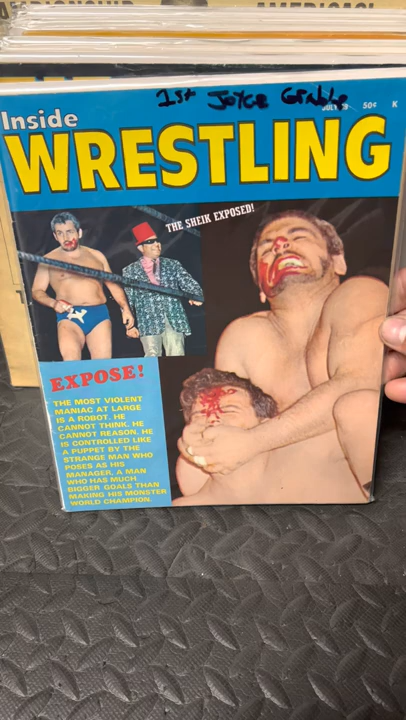 AMERICAS!
1st JOYCE Grable
Inside
50¢ K
WRESTLING
THE SHEIK EXPOSED!
EXPOSE!
THE MOST VIOLENT
MANIAC AT LARGE
IS A ROBOT. HE
CANNOT THINK. HE
CANNOT REASON. HE
IS CONTROLLED LIKE
A PUPPET BY THE
STRANGE MAN WHO
POSES AS HIS
MANAGER. A MAN
WHO HAS MUCH
BIGGER GOALS THAN
MAKING HIS MONSTER
WORLD CHAMPION.